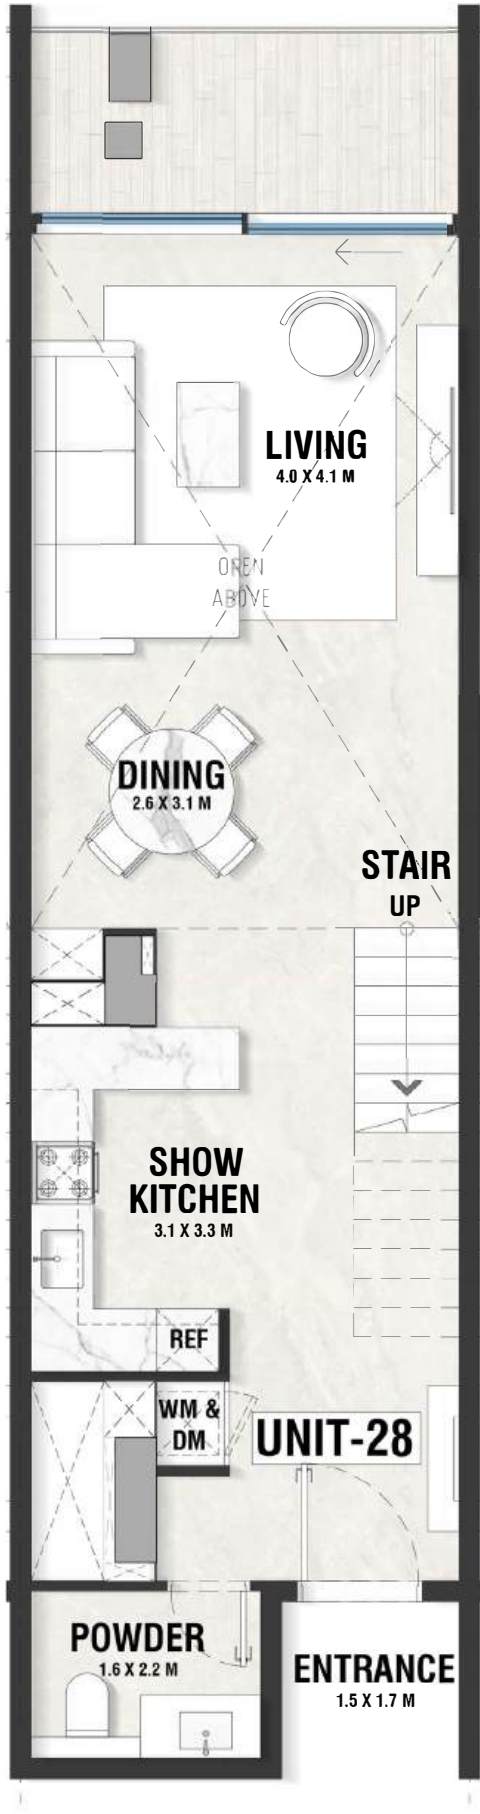 LIVING
4.0 X 4.1 M
OPEN
ABOVE
DINING
2.6 X 3.1 M
STAIR
UP
SHOW
KITCHEN
3.1 X 3.3 M
REF
WM &
DM
UNIT-28
POWDER
1.6 X 2.2 M
ENTRANCE
1.5 X 1.7 M